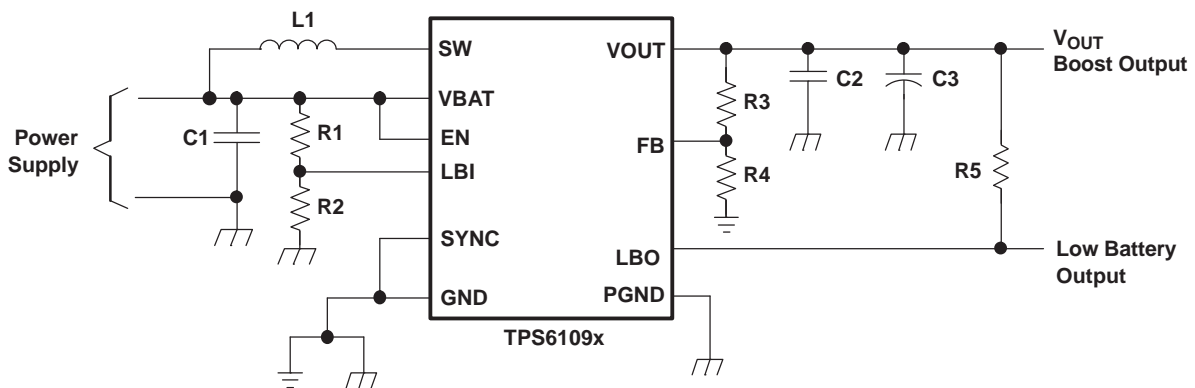 L1
SW
VOUT
VOUT
Boost Output
C2
C3
R3
VBAT
Power
Supply
C1
R1
EN
FB
R4
R5
LBI
R2
SYNC
LBO
Low Battery
Output
GND
PGND
TPS6109x